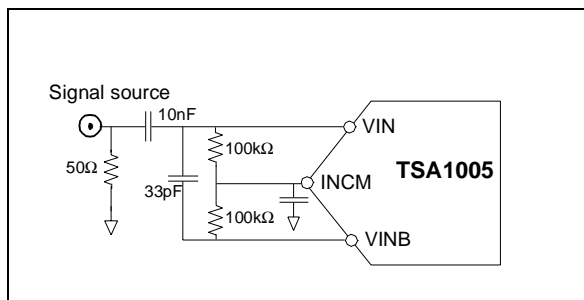 Signal source
10nF
VIN
50Ω
100kΩ
TSA1005
33pF
INCM
100kΩ
VINB